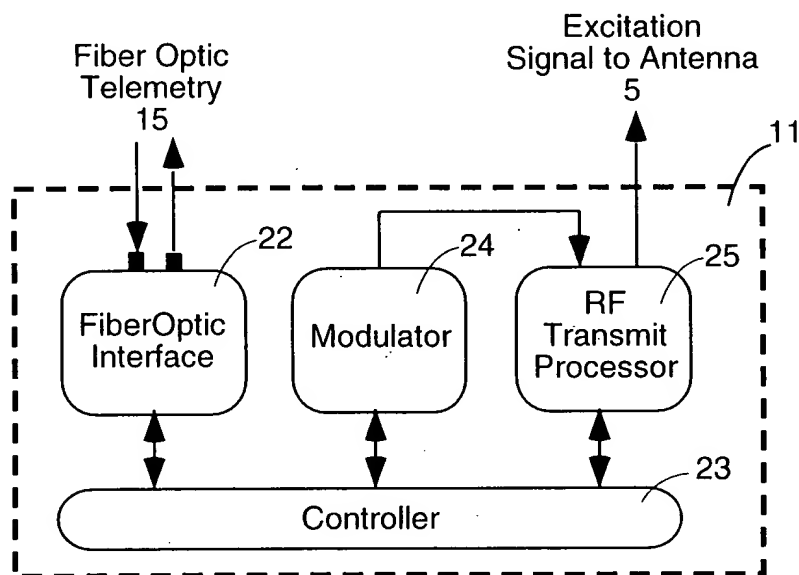 Fiber Optic
Telemetry
15
Excitation
Signal to Antenna
5
11
22
FiberOptic
Interface
24
Modulator
25
RF
Transmit
Processor
23
Controller